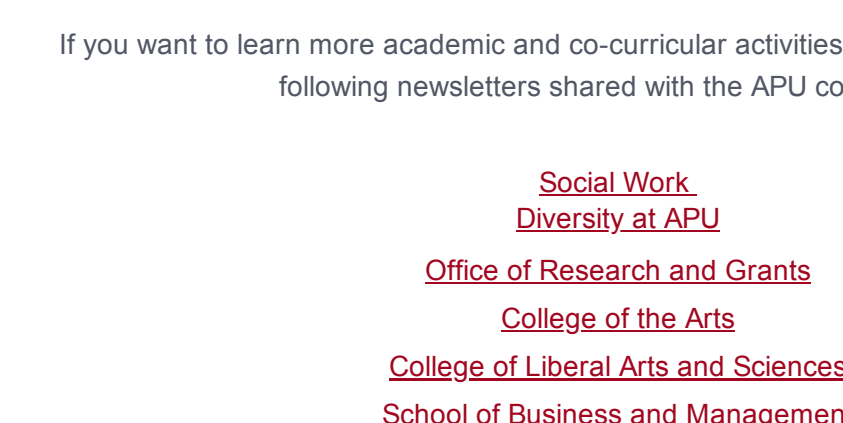 If you want to learn more academic and co-curricular activities
following newsletters shared with the APU co
Social Work
Diversity at APU
Office of Research and Grants
College of the Arts
College of Liberal Arts and Sciences
School of Business and Managemen